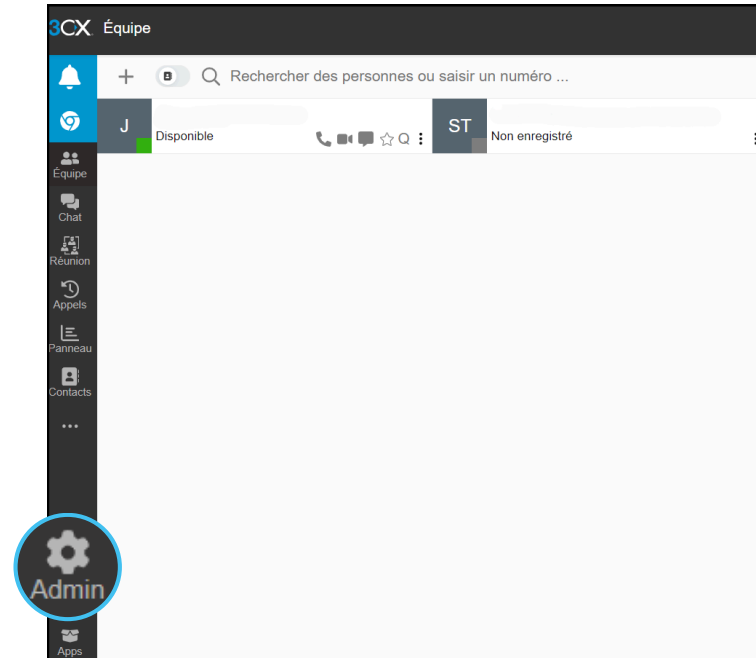 3CX Équipe
Rechercher des personnes ou saisir un numéro ...
J
Disponible
Q
ST
Non enregistré
Équipe
Chat
Réunion
Appels
Panneau
Contacts
Admin
Apps